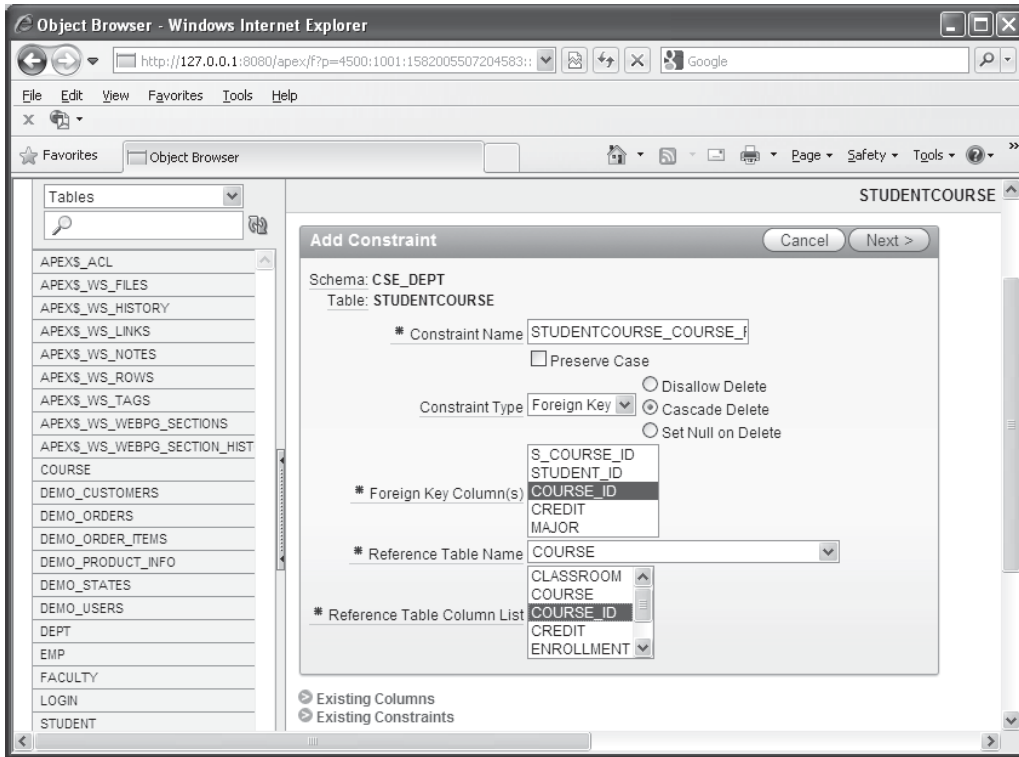 Object Browser - Windows Internet Explorer
http://127.0.0.1:8080/apex/f?p=4500:1001:1582005507204583::
Google
File Edit View Favorites Tools Help
x
Favorites
Object Browser
Page Safety Tools »
Tables
STUDENTCOURSE
APEX$_ACL
APEX$_WS_FILES
APEX$_WS_HISTORY
APEX$_WS_LINKS
APEX$_WS_NOTES
APEX$_WS_ROWS
APEX$_WS_TAGS
APEX$_WS_WEBPG_SECTIONS
APEX$_WS_WEBPG_SECTION_HIST
COURSE
DEMO_CUSTOMERS
DEMO_ORDERS
DEMO_ORDER_ITEMS
DEMO_PRODUCT_INFO
DEMO_STATES
DEMO_USERS
DEPT
EMP
FACULTY
LOGIN
STUDENT
Add Constraint
Cancel Next >
Schema: CSE_DEPT
Table: STUDENTCOURSE
* Constraint Name STUDENTCOURSE_COURSE_F
Preserve Case
Constraint Type Foreign Key
Disallow Delete
Cascade Delete
Set Null on Delete
* Foreign Key Column(s)
S_COURSE_ID
STUDENT_ID
COURSE_ID
CREDIT
MAJOR
* Reference Table Name COURSE
* Reference Table Column List
CLASSROOM
COURSE
COURSE_ID
CREDIT
ENROLLMENT
Existing Columns
Existing Constraints